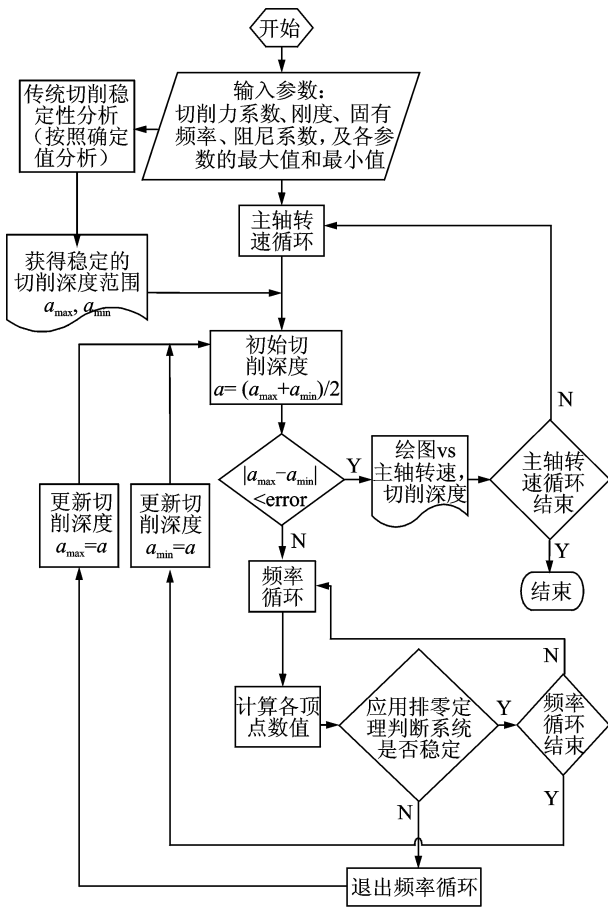 开始
输入参数:
切削力系数、刚度、固有
频率、阻尼系数,及各参
数的最大值和最小值
传统切削稳
定性分析
（按照确定
值分析）
主轴转
速循环
获得稳定的
切削深度范围
a_max, a_min
初始切
削深度
a= (a_max+a_min)/2
|a_max−a_min|
<error
Y
N
绘图vs
主轴转速,
切削深度
主轴转
速循环
结束
N
Y
结束
更新切
削深度
a_max=a
更新切
削深度
a_min=a
频率
循环
计算各顶
点数值
应用排零定
理判断系统
是否稳定
Y
N
频率
循环
结束
N
Y
退出频率循环